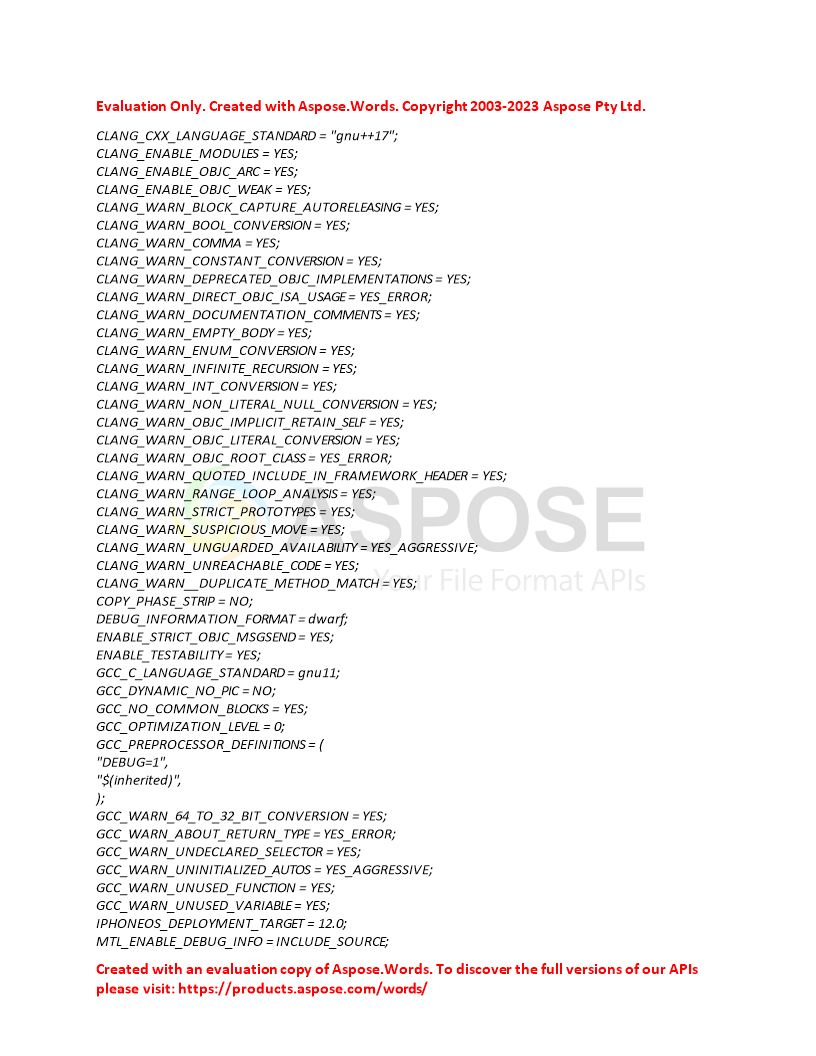 Evaluation Only. Created with Aspose.Words. Copyright 2003-2023 Aspose Pty Ltd.
CLANG_CXX_LANGUAGE_STANDARD = "gnu++17";
CLANG_ENABLE_MODULES = YES;
CLANG_ENABLE_OBJC_ARC = YES;
CLANG_ENABLE_OBJC_WEAK = YES;
CLANG_WARN_BLOCK_CAPTURE_AUTORELEASING = YES;
CLANG_WARN_BOOL_CONVERSION = YES;
CLANG_WARN_COMMA = YES;
CLANG_WARN_CONSTANT_CONVERSION = YES;
CLANG_WARN_DEPRECATED_OBJC_IMPLEMENTATIONS = YES;
CLANG_WARN_DIRECT_OBJC_ISA_USAGE = YES_ERROR;
CLANG_WARN_DOCUMENTATION_COMMENTS = YES;
CLANG_WARN_EMPTY_BODY = YES;
CLANG_WARN_ENUM_CONVERSION = YES;
CLANG_WARN_INFINITE_RECURSION = YES;
CLANG_WARN_INT_CONVERSION = YES;
CLANG_WARN_NON_LITERAL_NULL_CONVERSION = YES;
CLANG_WARN_OBJC_IMPLICIT_RETAIN_SELF = YES;
CLANG_WARN_OBJC_LITERAL_CONVERSION = YES;
CLANG_WARN_OBJC_ROOT_CLASS = YES_ERROR;
CLANG_WARN_QUOTED_INCLUDE_IN_FRAMEWORK_HEADER = YES;
CLANG_WARN_RANGE_LOOP_ANALYSIS = YES;
CLANG_WARN_STRICT_PROTOTYPES = YES;
ASPOSE
CLANG_WARN_SUSPICIOUS_MOVE = YES;
CLANG_WARN_UNGUARDED_AVAILABILITY = YES_AGGRESSIVE;
CLANG_WARN_UNREACHABLE_CODE = YES;
CLANG_WARN__DUPLICATE_METHOD_MATCH = YES;
Your File Format APIs
COPY_PHASE_STRIP = NO;
DEBUG_INFORMATION_FORMAT = dwarf;
ENABLE_STRICT_OBJC_MSGSEND = YES;
ENABLE_TESTABILITY = YES;
GCC_C_LANGUAGE_STANDARD = gnu11;
GCC_DYNAMIC_NO_PIC = NO;
GCC_NO_COMMON_BLOCKS = YES;
GCC_OPTIMIZATION_LEVEL = 0;
GCC_PREPROCESSOR_DEFINITIONS = (
"DEBUG=1",
"$(inherited)",
);
GCC_WARN_64_TO_32_BIT_CONVERSION = YES;
GCC_WARN_ABOUT_RETURN_TYPE = YES_ERROR;
GCC_WARN_UNDECLARED_SELECTOR = YES;
GCC_WARN_UNINITIALIZED_AUTOS = YES_AGGRESSIVE;
GCC_WARN_UNUSED_FUNCTION = YES;
GCC_WARN_UNUSED_VARIABLE = YES;
IPHONEOS_DEPLOYMENT_TARGET = 12.0;
MTL_ENABLE_DEBUG_INFO = INCLUDE_SOURCE;
Created with an evaluation copy of Aspose.Words. To discover the full versions of our APIs
please visit: https://products.aspose.com/words/